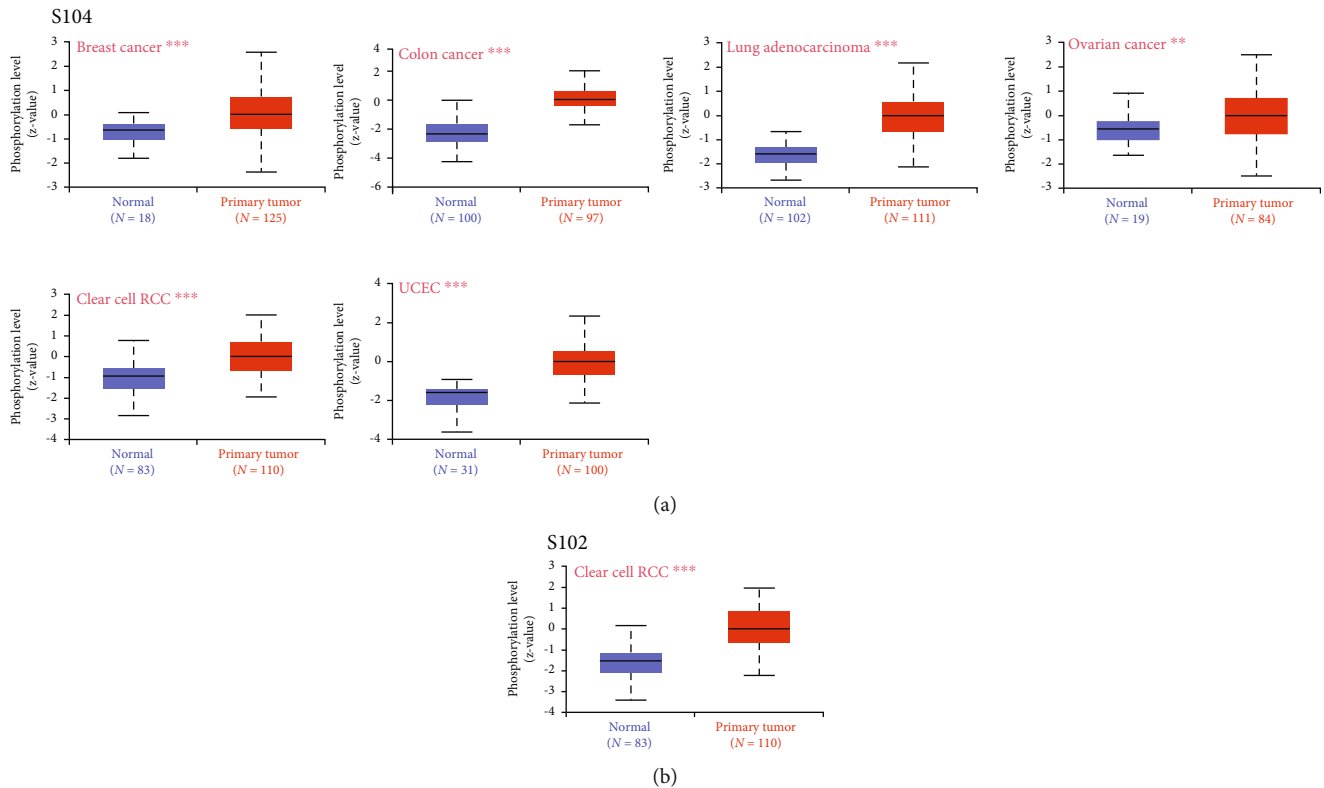 S104
Breast cancer ***
Phosphorylation level
(z-value)
3
2
1
0
-1
-2
-3
Normal
(N = 18)
Primary tumor
(N = 125)
Colon cancer ***
Phosphorylation level
(z-value)
4
2
0
-2
-4
-6
Normal
(N = 100)
Primary tumor
(N = 97)
Lung adenocarcinoma ***
Phosphorylation level
(z-value)
3
2
1
0
-1
-2
-3
Normal
(N = 102)
Primary tumor
(N = 111)
Ovarian cancer **
Phosphorylation level
(z-value)
3
2
1
0
-1
-2
-3
Normal
(N = 19)
Primary tumor
(N = 84)
Clear cell RCC ***
Phosphorylation level
(z-value)
3
2
1
0
-1
-2
-3
-4
Normal
(N = 83)
Primary tumor
(N = 110)
UCEC ***
Phosphorylation level
(z-value)
4
2
0
-2
-4
Normal
(N = 31)
Primary tumor
(N = 100)
(a)
S102
Clear cell RCC ***
Phosphorylation level
(z-value)
3
2
1
0
-1
-2
-3
-4
Normal
(N = 83)
Primary tumor
(N = 110)
(b)